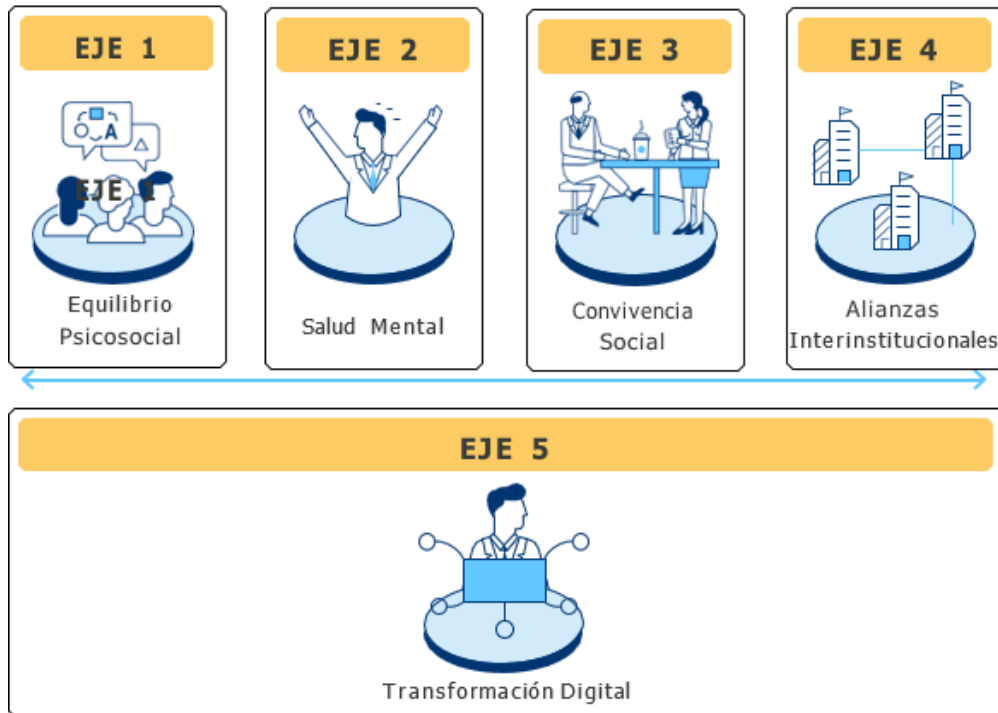 EJE 1
EJE 2
EJE 3
EJE 4
A
EJE 1
Equilibrio
Psicosocial
Salud Mental
Convivencia
Social
Alianzas
Interinstitucionales
EJE 5
Transformación Digital